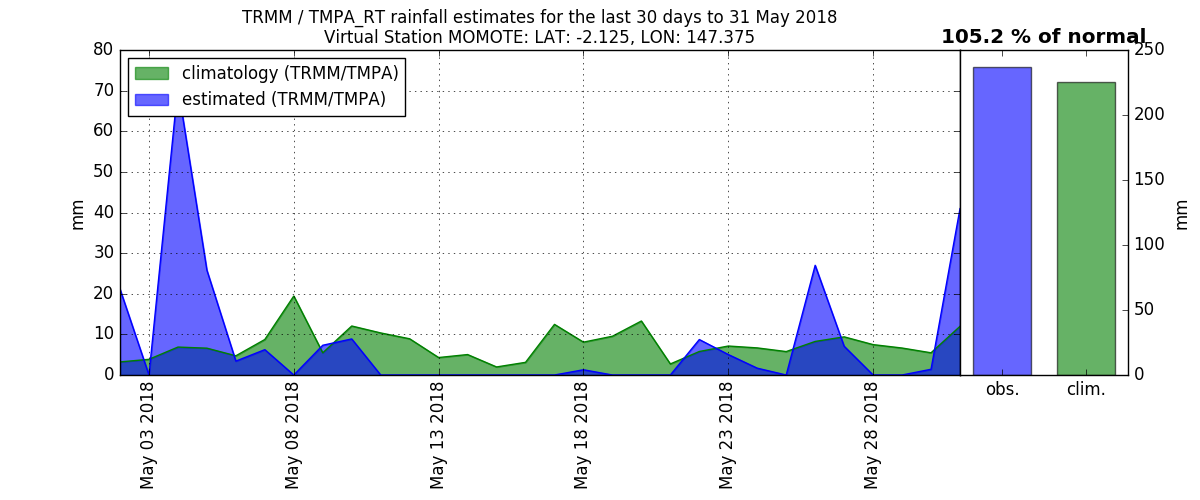 TRMM / TMPA_RT rainfall estimates for the last 30 days to 31 May 2018
Virtual Station MOMOTE: LAT: -2.125, LON: 147.375
105.2 % of normal
climatology (TRMM/TMPA)
estimated (TRMM/TMPA)
80
70
60
50
40
30
20
10
0
mm
May 03 2018
May 08 2018
May 13 2018
May 18 2018
May 23 2018
May 28 2018
obs.
clim.
250
200
150
100
50
0
mm